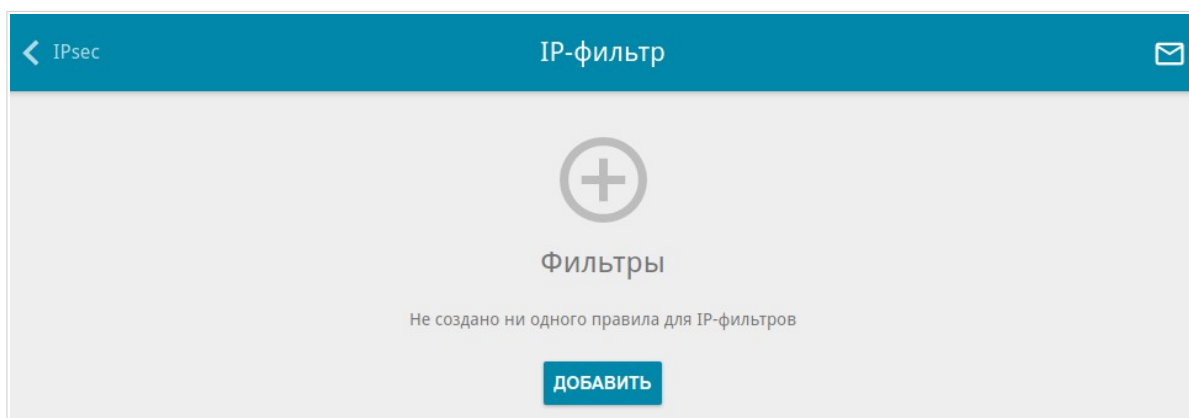 IPsec
IP-фильтр
Фильтры
Не создано ни одного правила для IP-фильтров
ДОБАВИТЬ